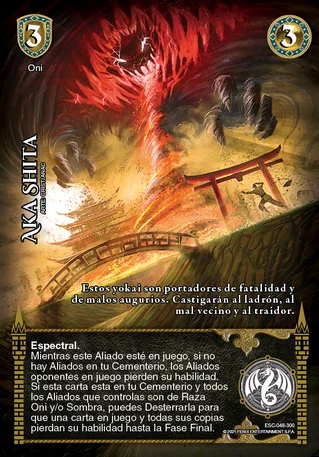 3
3
Oni
AKASHITA
Estos yokai son portadores de fatalidad y
de malos augurios. Castigarán al ladrón, al
mal vecino y al traidor.
Espectral.
Mientras este Aliado esté en juego, si no
hay Aliados en tu Cementerio, los Aliados
oponentes en juego pierden su habilidad.
Si esta carta esta en tu Cementerio y todos
los Aliados que controlas son de Raza
Oni y/o Sombra, puedes Desterrarla para
que una carta en juego y todas sus copias
pierdan su habilidad hasta la Fase Final.
ESC-048-300
© 2021 FENIX ENTERTAINMENT S.P.A.